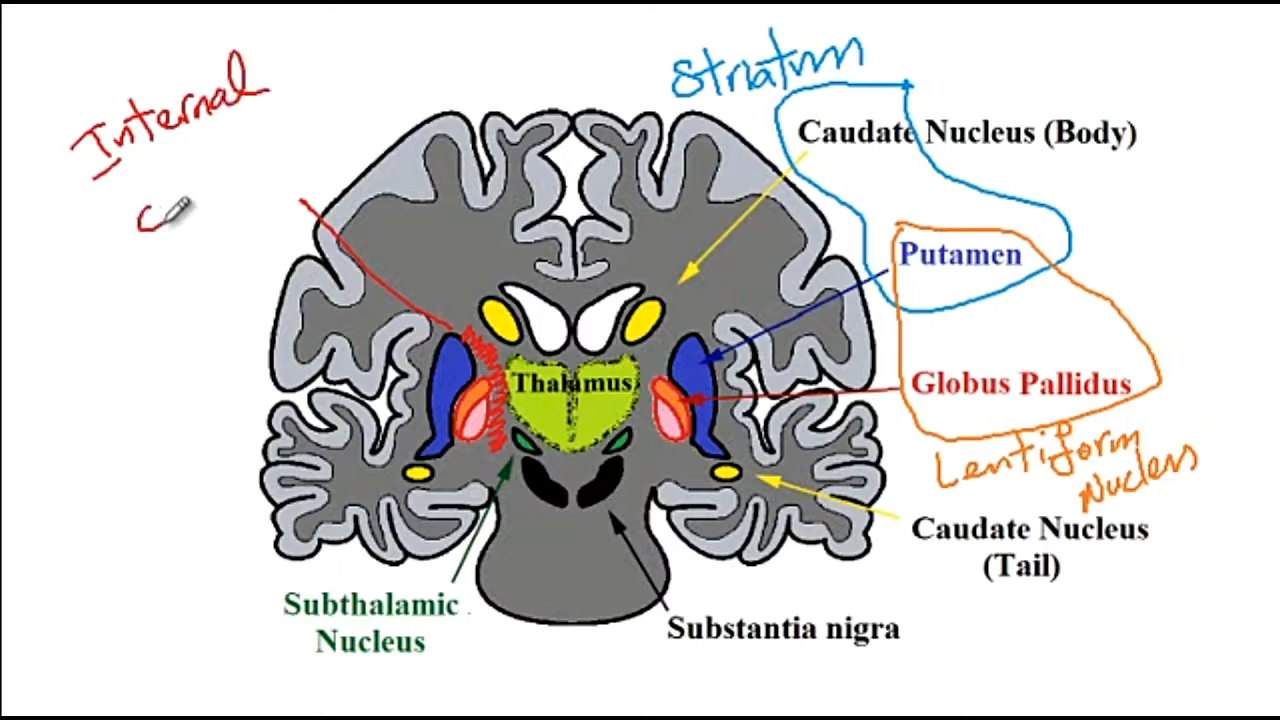 Internal
C
Striatum
Caudate Nucleus (Body)
Putamen
Globus Pallidus
Lentiform
Nucleus
Thalamus
Caudate Nucleus
(Tail)
Subthalamic
Nucleus
Substantia nigra